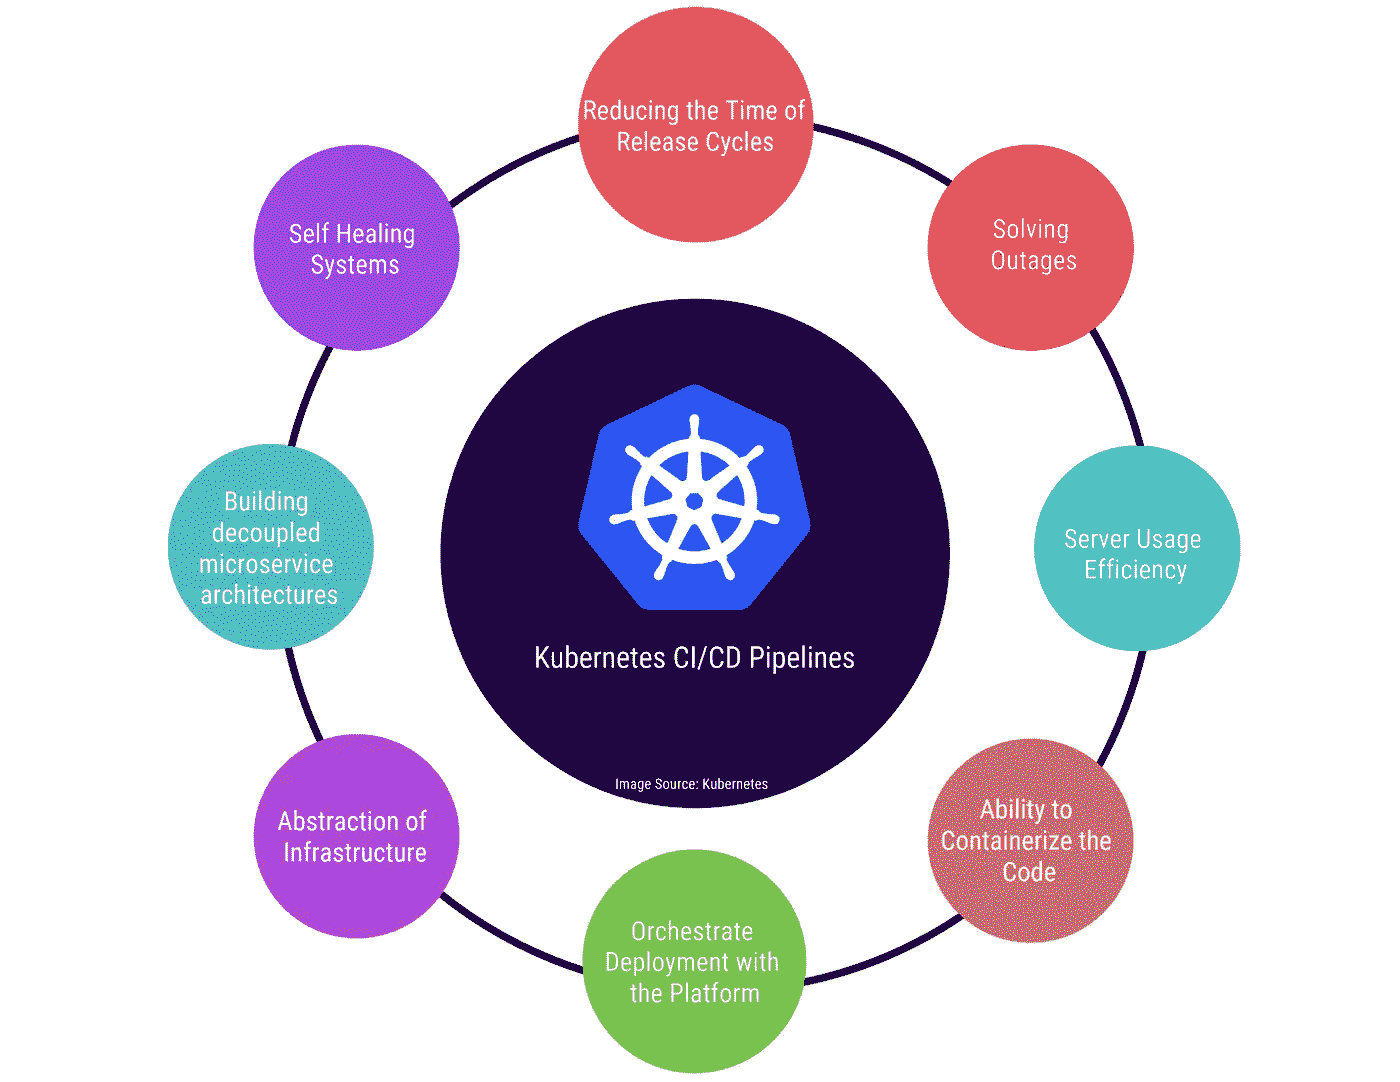 Reducing the Time of
Release Cycles
Solving
Outages
Server Usage
Efficiency
Ability to
Containerize the
Code
Orchestrate
Deployment with
the Platform
Abstraction of
Infrastructure
Building
decoupled
microservice
architectures
Self Healing
Systems
Kubernetes CI/CD Pipelines
Image Source: Kubernetes